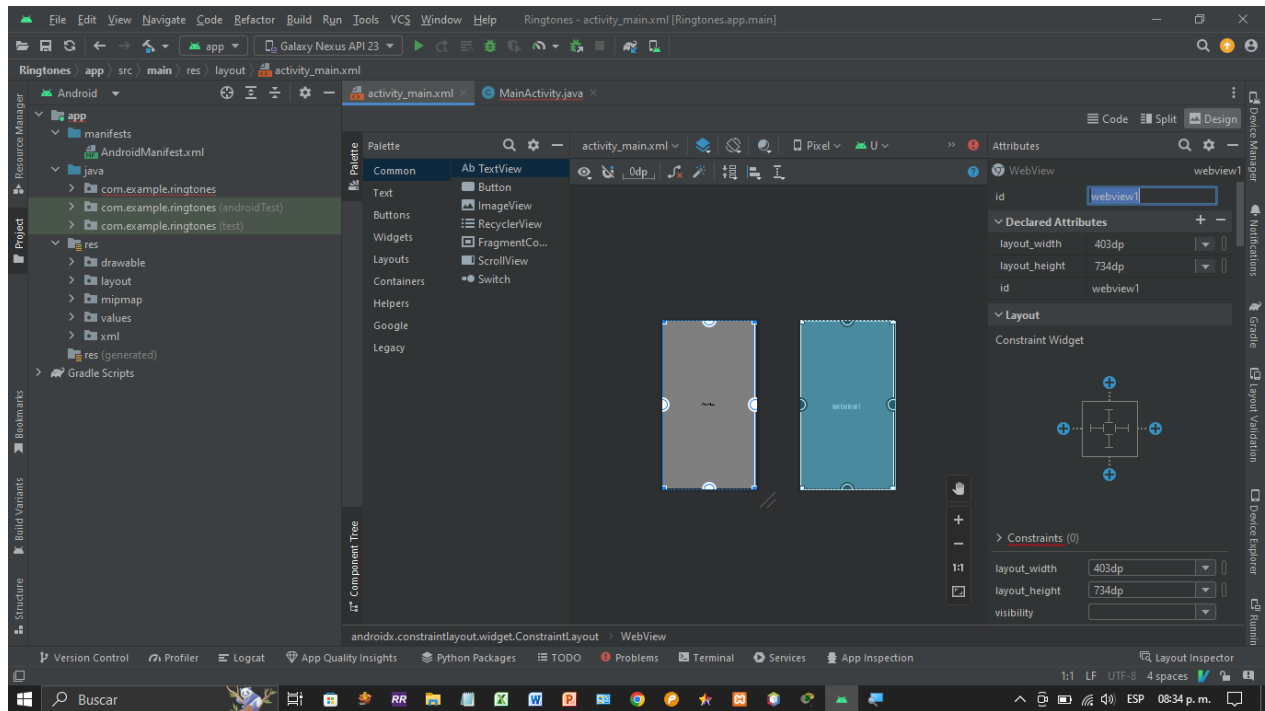 File Edit View Navigate Code Refactor Build Run Tools VCS Window Help Ringtones - activity_main.xml [Ringtones.app.main]
app Galaxy Nexus API 23
Ringtones app src main res layout activity_main.xml
Android activity_main.xml MainActivity.java
Code Split Design
app
manifests
AndroidManifest.xml
java
com.example.ringtones
com.example.ringtones (androidTest)
com.example.ringtones (test)
res
drawable
layout
mipmap
values
xml
res (generated)
Gradle Scripts
Resource Manager
Project
Bookmarks
Build Variants
Structure
Palette
Palette
Common
Text
Buttons
Widgets
Layouts
Containers
Helpers
Google
Legacy
Ab TextView
Button
ImageView
RecyclerView
FragmentCo...
ScrollView
Switch
Component Tree
activity_main.xml Pixel U
0dp
webview1
1:1
Attributes
WebView webview1
id webview1
Declared Attributes
layout_width 403dp
layout_height 734dp
id webview1
Layout
Constraint Widget
Constraints (0)
layout_width 403dp
layout_height 734dp
visibility
Device Manager
Notifications
Gradle
Layout Validation
Device Explorer
Runnin
androidx.constraintlayout.widget.ConstraintLayout WebView
Version Control Profiler Logcat App Quality Insights Python Packages TODO Problems Terminal Services App Inspection Layout Inspector
1:1 LF UTF-8 4 spaces
Buscar RR ESP 08:34 p. m.